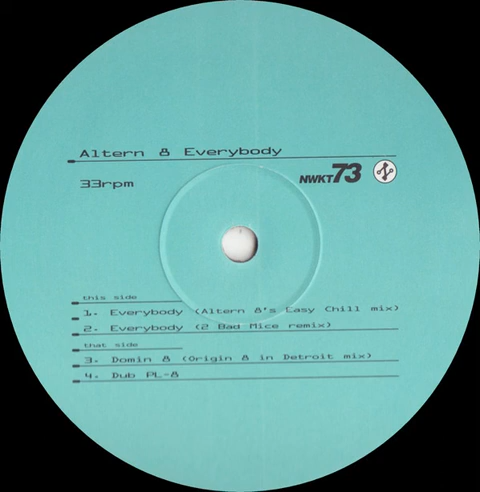 Altern 8 Everybody
33rpm
NWKT73
this side
1. Everybody (Altern 8's Easy Chill mix)
2. Everybody (2 Bad Mice remix)
that side
3. Domin 8 (Origin 8 in Detroit mix)
4. Dub PL-8